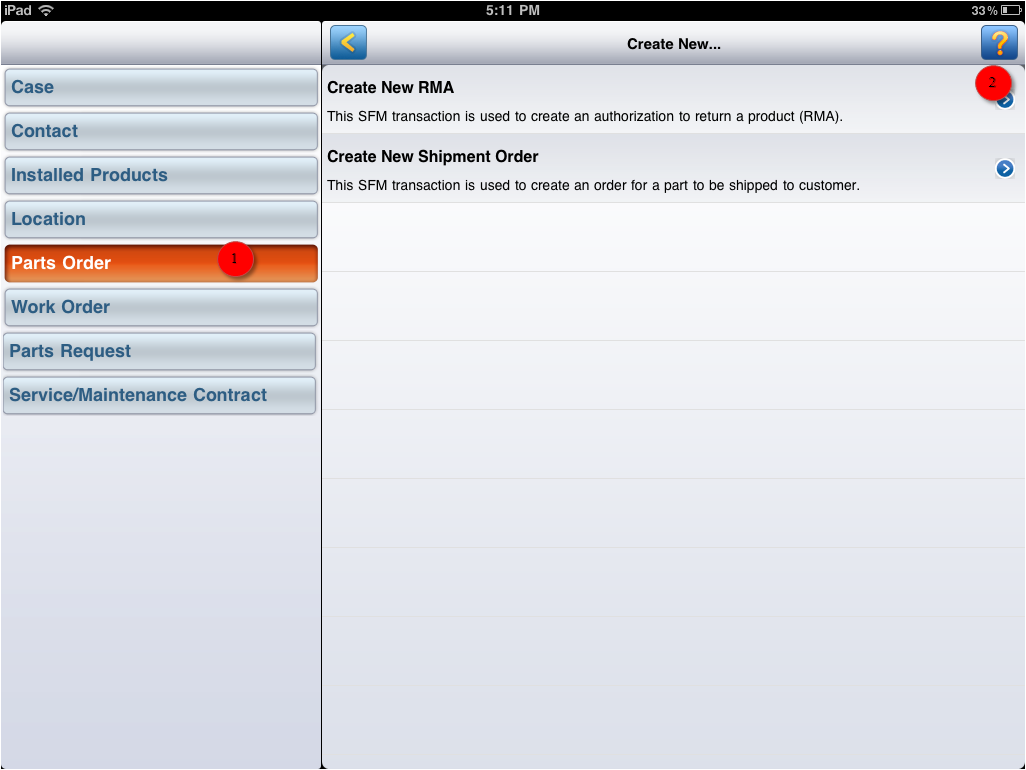 iPad 5:11 PM 33%
Create New...
?
Case
Contact
Installed Products
Location
Parts Order 1
Work Order
Parts Request
Service/Maintenance Contract
Create New RMA 2
This SFM transaction is used to create an authorization to return a product (RMA).
Create New Shipment Order
This SFM transaction is used to create an order for a part to be shipped to customer.